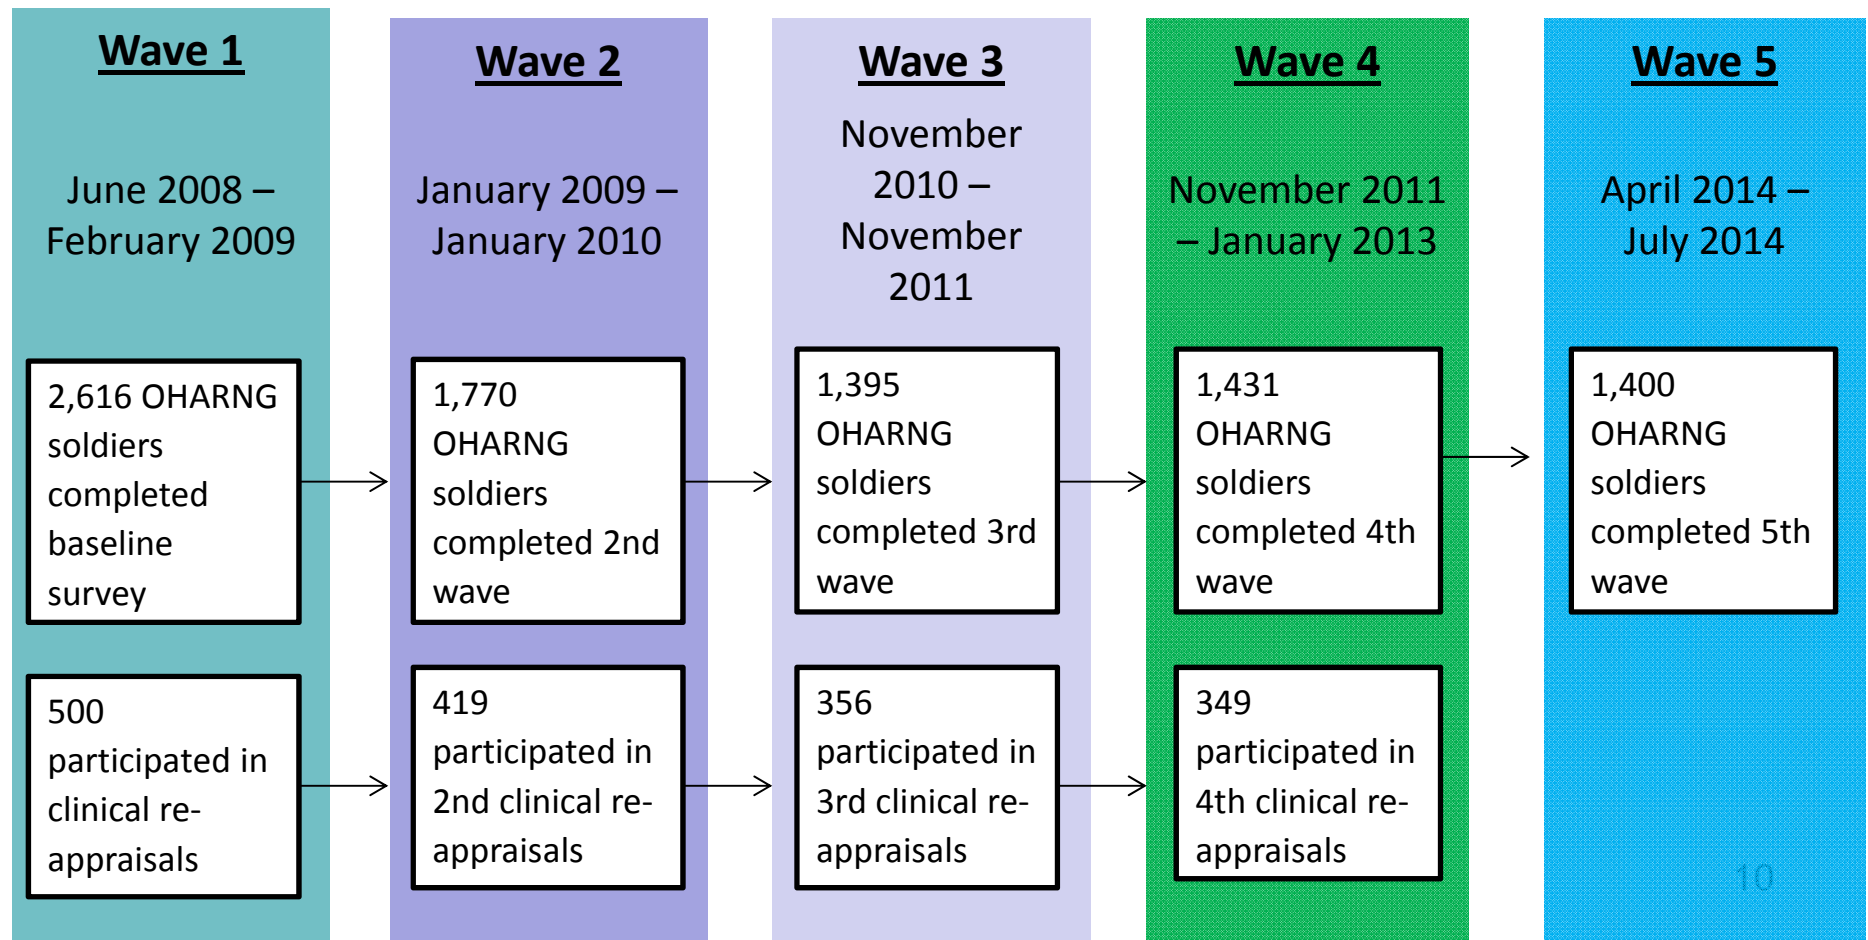 Wave 1
June 2008 –
February 2009
2,616 OHARNG
soldiers
completed
baseline
survey
500
participated in
clinical re-
appraisals
Wave 2
January 2009 –
January 2010
1,770
OHARNG
soldiers
completed 2nd
wave
419
participated in
2nd clinical re-
appraisals
Wave 3
November
2010 –
November
2011
1,395
OHARNG
soldiers
completed 3rd
wave
356
participated in
3rd clinical re-
appraisals
Wave 4
November 2011
– January 2013
1,431
OHARNG
soldiers
completed 4th
wave
349
participated in
4th clinical re-
appraisals
Wave 5
April 2014 –
July 2014
1,400
OHARNG
soldiers
completed 5th
wave
10